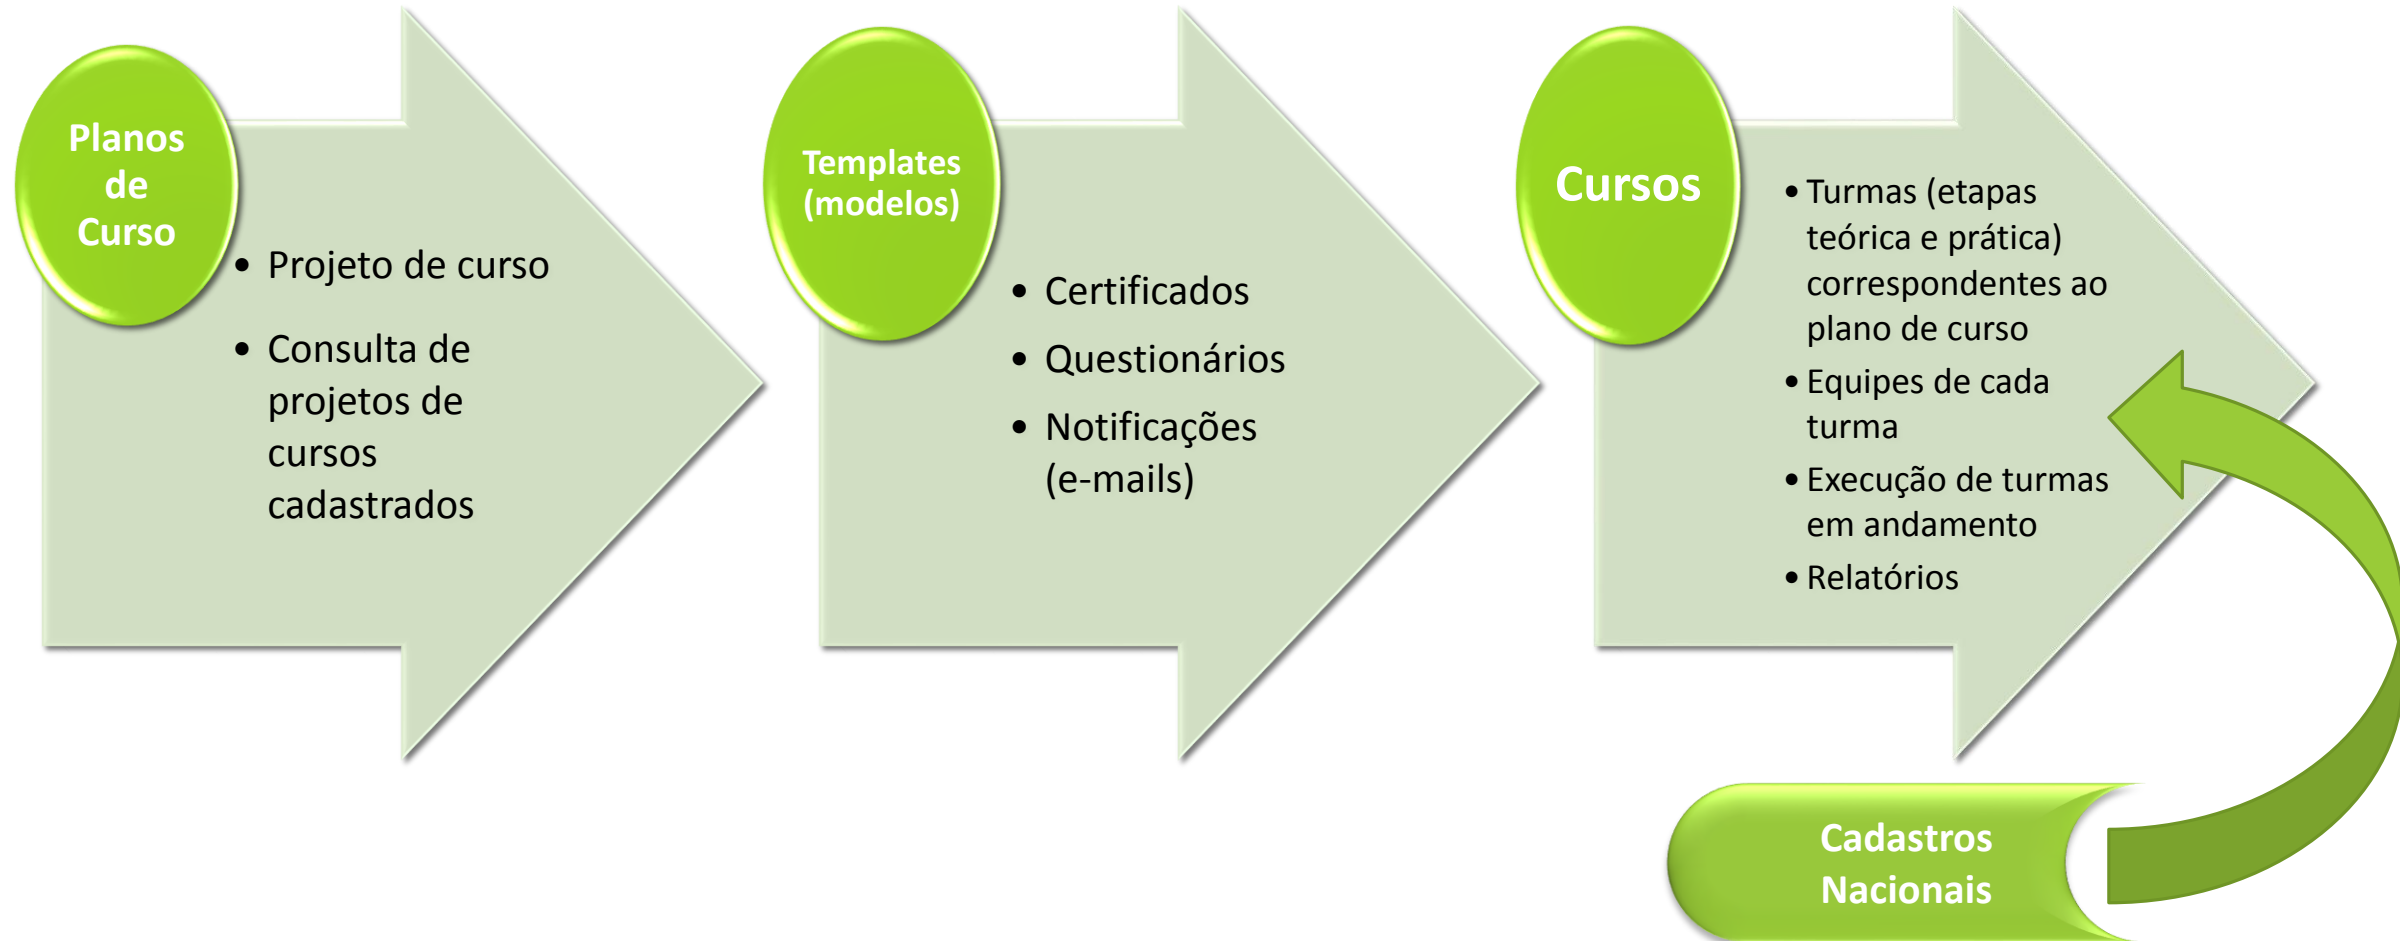 Planos
de
Curso
• Projeto de curso
• Consulta de
projetos de
cursos
cadastrados
Templates
(modelos)
• Certificados
• Questionários
• Notificações
(e-mails)
Cursos
• Turmas (etapas
teórica e prática)
correspondentes ao
plano de curso
• Equipes de cada
turma
• Execução de turmas
em andamento
• Relatórios
Cadastros
Nacionais